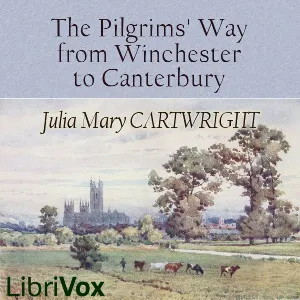 The Pilgrims' Way
from Winchester
to Canterbury
Julia Mary CARTWRIGHT
LibriVox